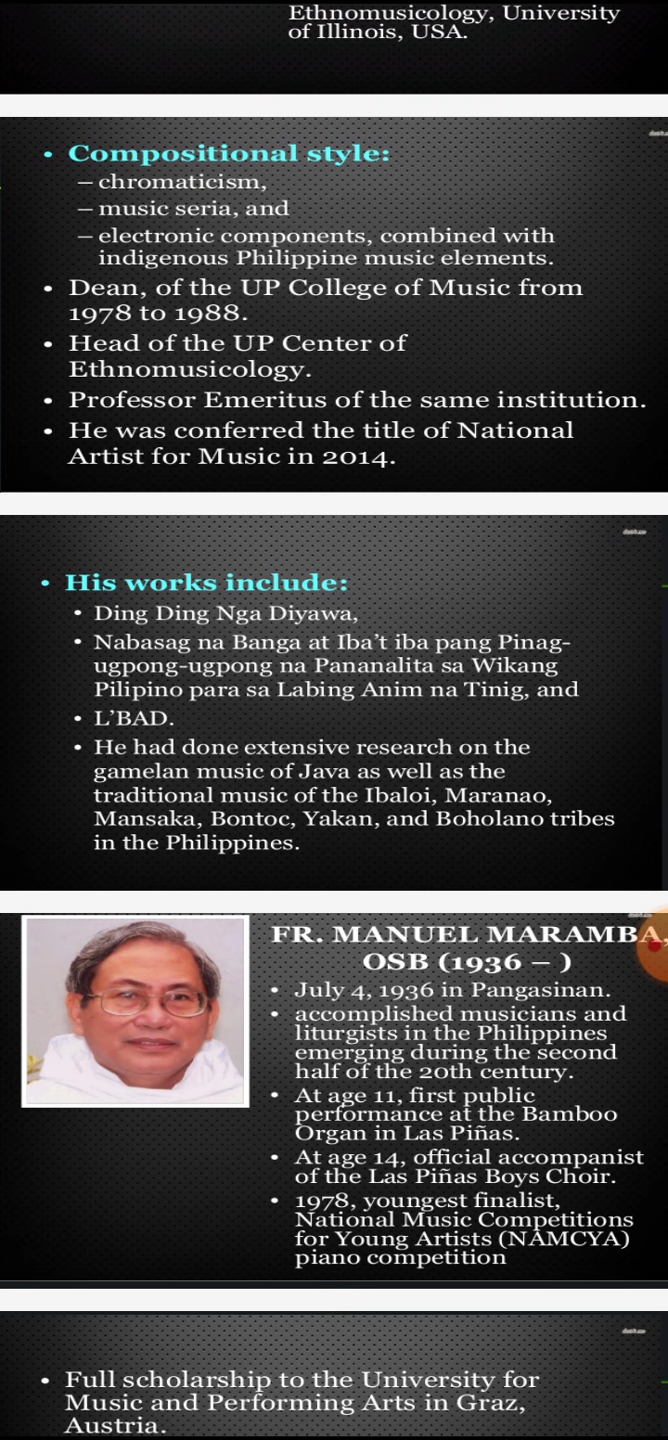 Ethnomusicology, University
of Illinois, USA.
• Compositional style:
– chromaticism,
– music seria, and
– electronic components, combined with
indigenous Philippine music elements.
• Dean, of the UP College of Music from
1978 to 1988.
• Head of the UP Center of
Ethnomusicology.
• Professor Emeritus of the same institution.
• He was conferred the title of National
Artist for Music in 2014.
• His works include:
• Ding Ding Nga Diyawa,
• Nabasag na Banga at Iba’t iba pang Pinag-
ugpong-ugpong na Pananalita sa Wikang
Pilipino para sa Labing Anim na Tinig, and
• L’BAD.
• He had done extensive research on the
gamelan music of Java as well as the
traditional music of the Ibaloi, Maranao,
Mansaka, Bontoc, Yakan, and Boholano tribes
in the Philippines.
FR. MANUEL MARAMBA,
OSB (1936 – )
• July 4, 1936 in Pangasinan.
• accomplished musicians and
liturgists in the Philippines
emerging during the second
half of the 20th century.
• At age 11, first public
performance at the Bamboo
Organ in Las Piñas.
• At age 14, official accompanist
of the Las Piñas Boys Choir.
• 1978, youngest finalist,
National Music Competitions
for Young Artists (NAMCYA)
piano competition
• Full scholarship to the University for
Music and Performing Arts in Graz,
Austria.